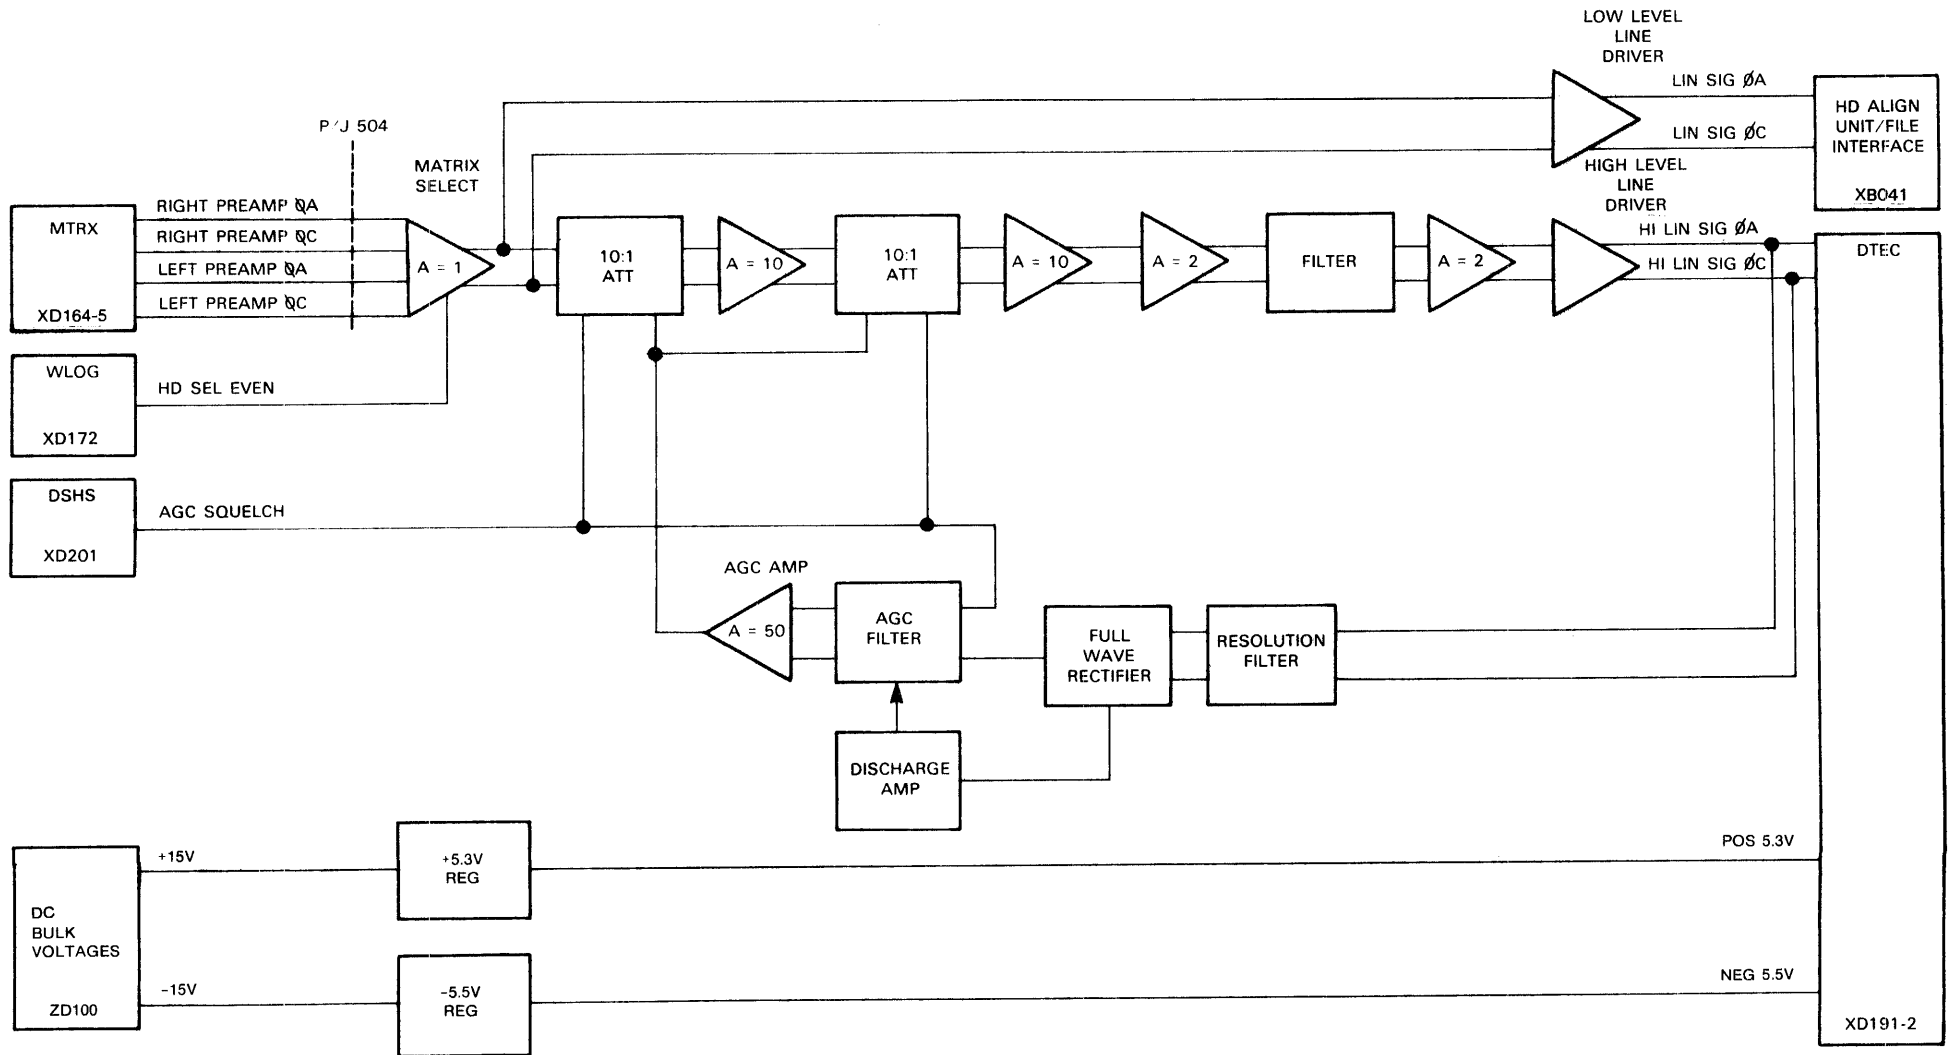 LOW LEVEL
LINE
DRIVER
LIN SIG ØA
LIN SIG ØC
HD ALIGN
UNIT/FILE
INTERFACE
XB041
P/J 504
MATRIX
SELECT
HIGH LEVEL
LINE
DRIVER
MTRX
XD164-5
RIGHT PREAMP ØA
RIGHT PREAMP ØC
LEFT PREAMP ØA
LEFT PREAMP ØC
A = 1
10:1
ATT
A = 10
10:1
ATT
A = 10
A = 2
FILTER
A = 2
HI LIN SIG ØA
HI LIN SIG ØC
DTEC
WLOG
XD172
HD SEL EVEN
DSHS
XD201
AGC SQUELCH
AGC AMP
A = 50
AGC
FILTER
FULL
WAVE
RECTIFIER
RESOLUTION
FILTER
DISCHARGE
AMP
DC
BULK
VOLTAGES
ZD100
+15V
+5.3V
REG
POS 5.3V
-15V
-5.5V
REG
NEG 5.5V
XD191-2